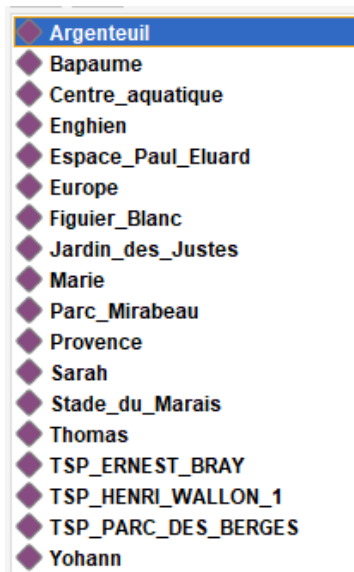 Argenteuil
Bapaume
Centre_aquatique
Enghien
Espace_Paul_Eluard
Europe
Figuier_Blanc
Jardin_des_Justes
Marie
Parc_Mirabeau
Provence
Sarah
Stade_du_Marais
Thomas
TSP_ERNEST_BRAY
TSP_HENRI_WALLON_1
TSP_PARC_DES_BERGES
Yohann